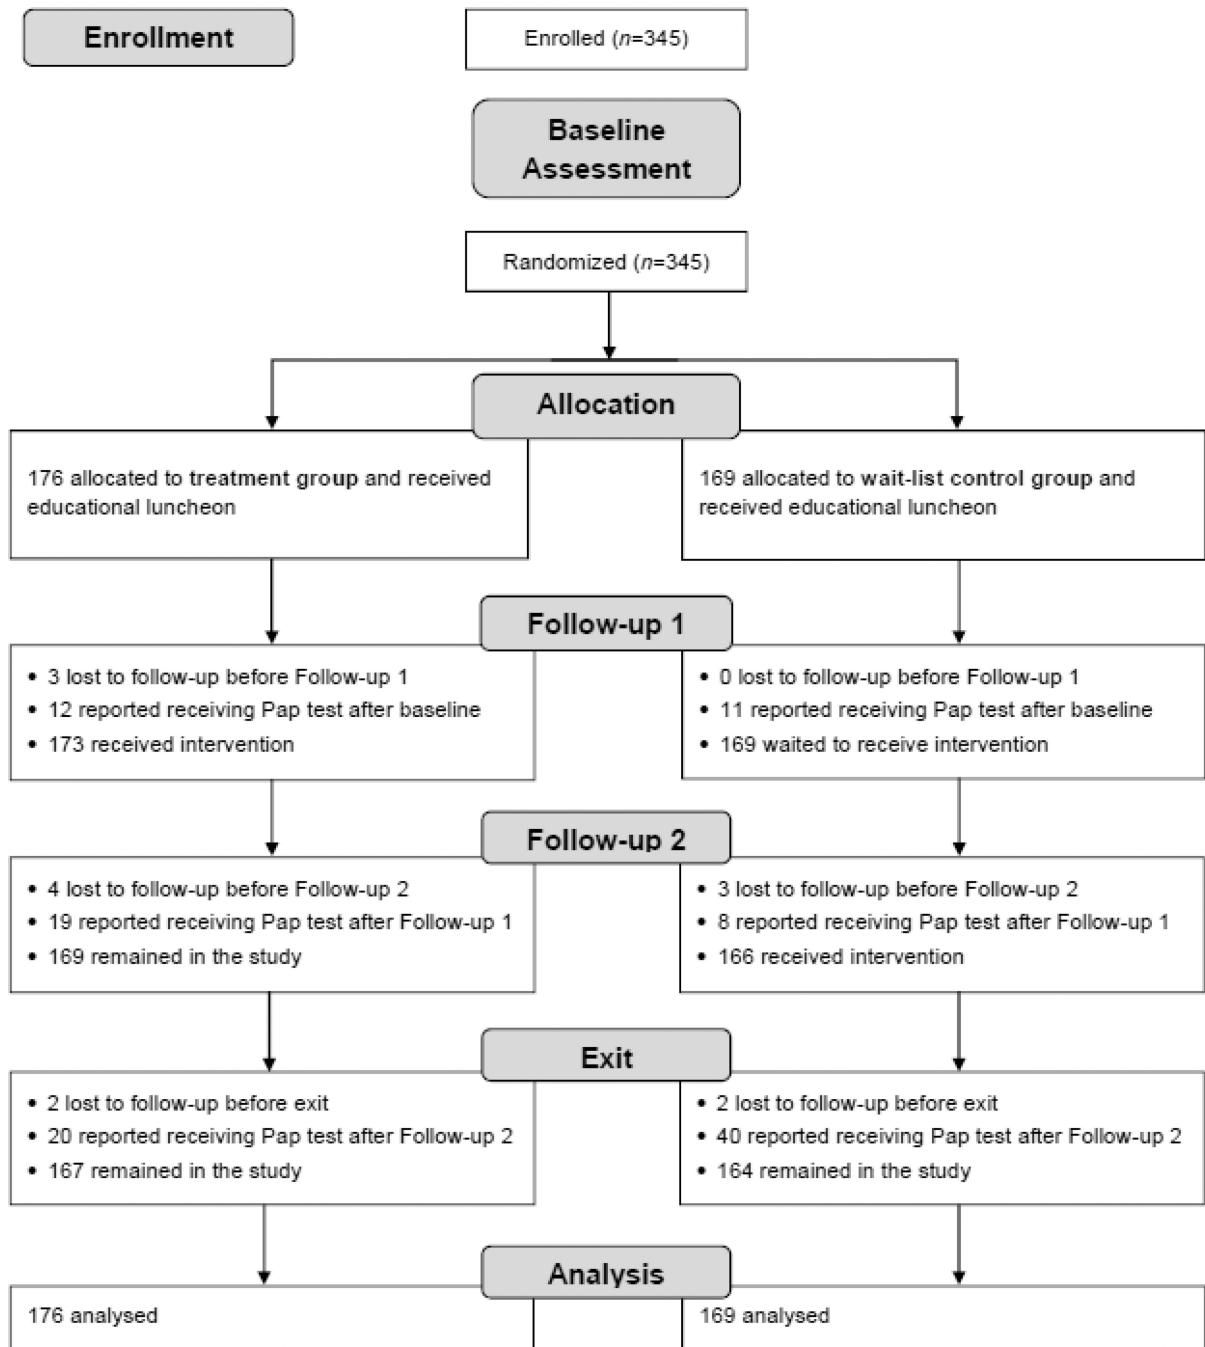 Enrollment
Enrolled (n=345)
Baseline
Assessment
Randomized (n=345)
Allocation
176 allocated to treatment group and received
educational luncheon
169 allocated to wait-list control group and
received educational luncheon
Follow-up 1
• 3 lost to follow-up before Follow-up 1
• 12 reported receiving Pap test after baseline
• 173 received intervention
• 0 lost to follow-up before Follow-up 1
• 11 reported receiving Pap test after baseline
• 169 waited to receive intervention
Follow-up 2
• 4 lost to follow-up before Follow-up 2
• 19 reported receiving Pap test after Follow-up 1
• 169 remained in the study
• 3 lost to follow-up before Follow-up 2
• 8 reported receiving Pap test after Follow-up 1
• 166 received intervention
Exit
• 2 lost to follow-up before exit
• 20 reported receiving Pap test after Follow-up 2
• 167 remained in the study
• 2 lost to follow-up before exit
• 40 reported receiving Pap test after Follow-up 2
• 164 remained in the study
Analysis
176 analysed
169 analysed